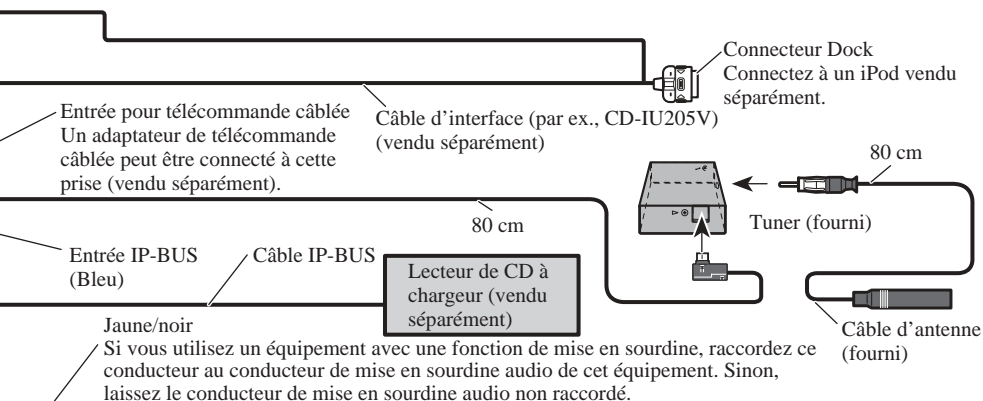 Connecteur Dock
Connectez à un iPod vendu
séparément.
Entrée pour télécommande câblée
Un adaptateur de télécommande
câblée peut être connecté à cette
prise (vendu séparément).
Câble d'interface (par ex., CD-IU205V)
(vendu séparément)
80 cm
Tuner (fourni)
80 cm
Entrée IP-BUS
(Bleu)
Câble IP-BUS
Lecteur de CD à
chargeur (vendu
séparément)
Câble d'antenne
(fourni)
Jaune/noir
Si vous utilisez un équipement avec une fonction de mise en sourdine, raccordez ce
conducteur au conducteur de mise en sourdine audio de cet équipement. Sinon,
laissez le conducteur de mise en sourdine audio non raccordé.